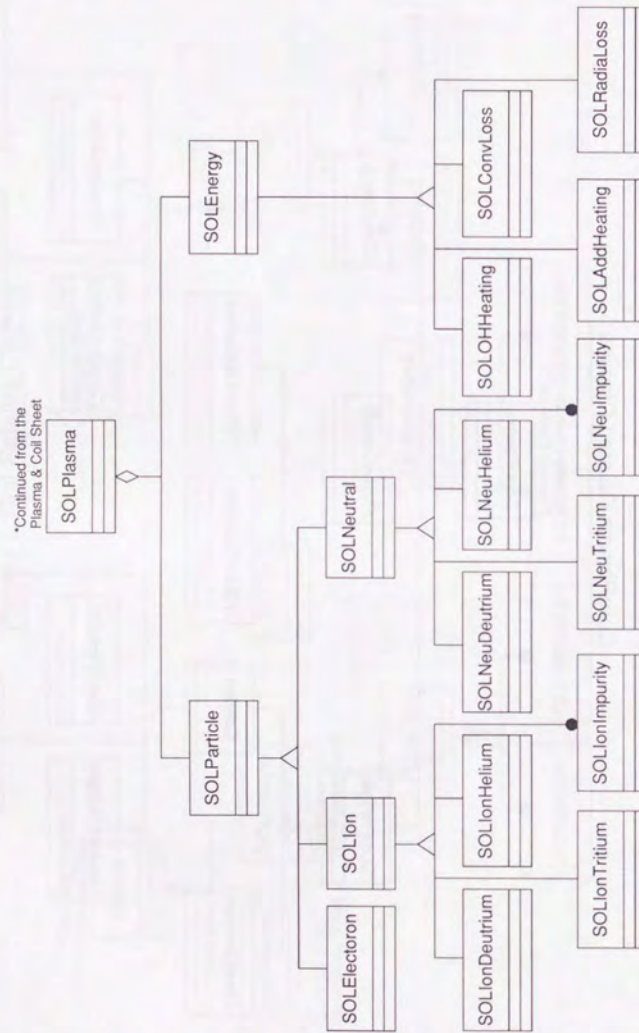 *Continued from the
Plasma & Coil Sheet
SOLPlasma
SOLParticle
SOLEnergy
SOLElectoron
SOLIon
SOLNeutral
SOLIonDeutrium
SOLIonHelium
SOLNeuDeutrium
SOLNeuHelium
SOLOHHeating
SOLConvLoss
SOLIonTritium
SOLIonImpurity
SOLNeuTritium
SOLNeuImpurity
SOLAddHeating
SOLRadiaLoss